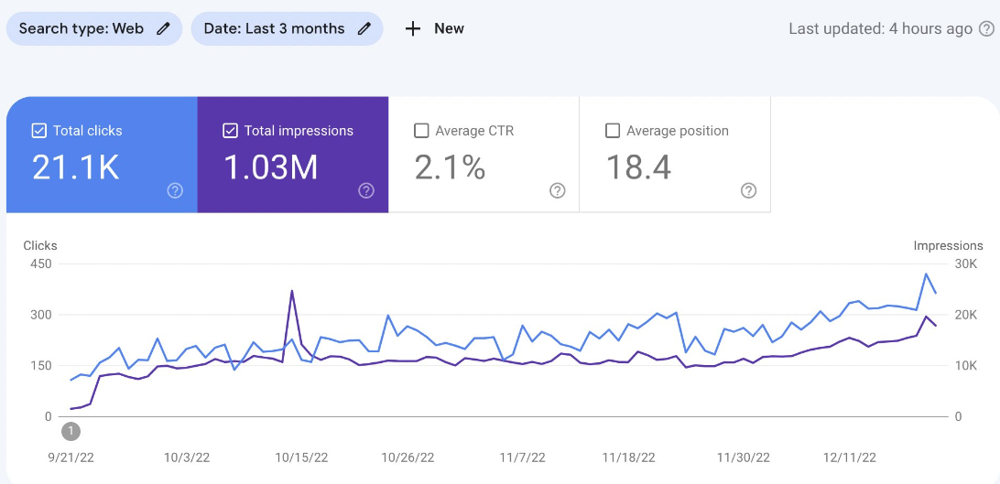 Search type: Web Date: Last 3 months + New Last updated: 4 hours ago ?
Total clicks Total impressions Average CTR Average position
21.1K 1.03M 2.1% 18.4
? ? ? ?
Clicks Impressions
450 30K
300 20K
150 10K
0 0
1
9/21/22 10/3/22 10/15/22 10/26/22 11/7/22 11/18/22 11/30/22 12/11/22